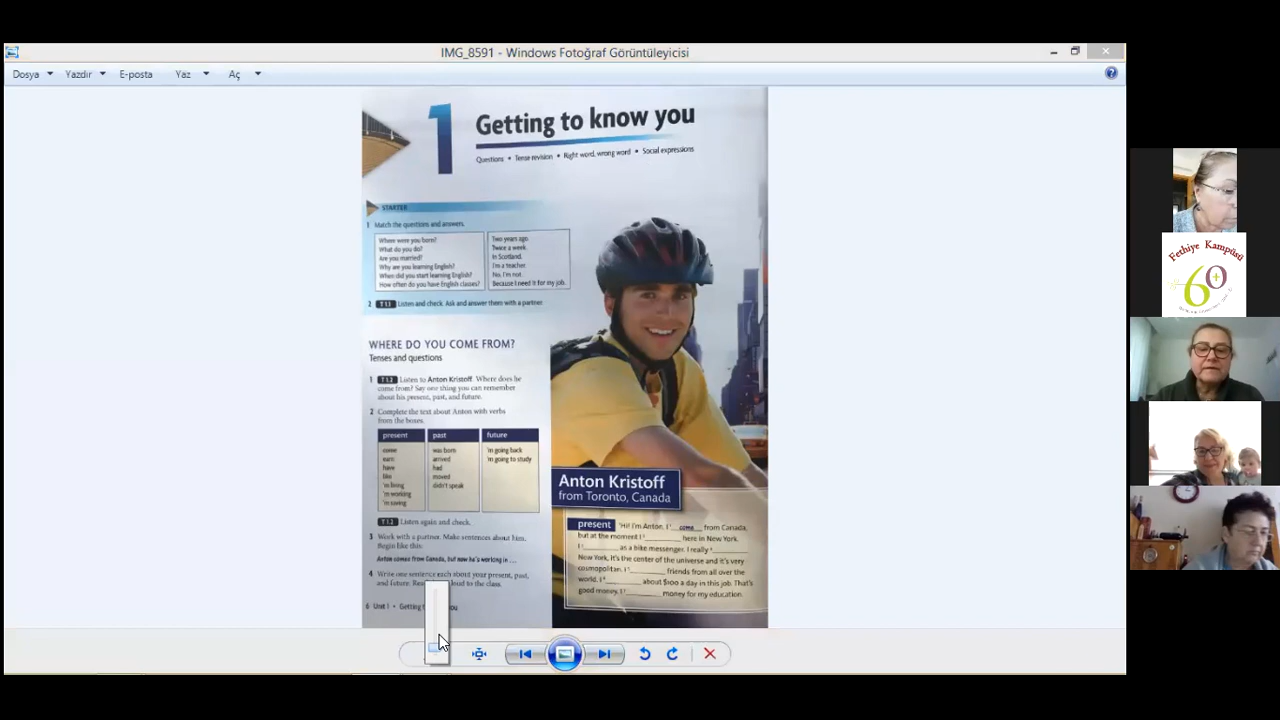 IMG_8591 - Windows Fotoğraf Görüntüleyicisi
Dosya Yazdır E-posta Yaz Aç
1 Getting to know you
Questions • Tense revision • Right word, wrong word • Social expressions
STARTER
1 Match the questions and answers.
Where were you born?
What do you do?
Are you married?
Why are you learning English?
When did you start learning English?
How often do you have English classes?
Two years ago.
Twice a week.
In Scotland.
I'm a teacher.
No, I'm not.
Because I need it for my job.
2 T 1.1 Listen and check. Ask and answer them with a partner.
WHERE DO YOU COME FROM?
Tenses and questions
1 T 1.2 Listen to Anton Kristoff. Where does he
come from? Say one thing you can remember
about his present, past, and future.
2 Complete the text about Anton with verbs
from the boxes.
present past future
come was born 'm going back
earn arrived 'm going to study
have had
like moved
'm living didn't speak
'm working
'm saving
T 1.2 Listen again and check.
3 Work with a partner. Make sentences about him.
Begin like this:
Anton comes from Canada, but now he's working in ...
4 Write one sentence each about your present, past,
and future. loud to the class.
6 Unit 1 • Getting you
Anton Kristoff
from Toronto, Canada
present 'Hi! I'm Anton. I come from Canada,
but at the moment I here in New York.
I as a bike messenger. I really
New York, it's the center of the universe and it's very
cosmopolitan. I friends from all over the
world. I about $100 a day in this job. That's
good money. I money for my education.
Fethiye Kampüsü
60+